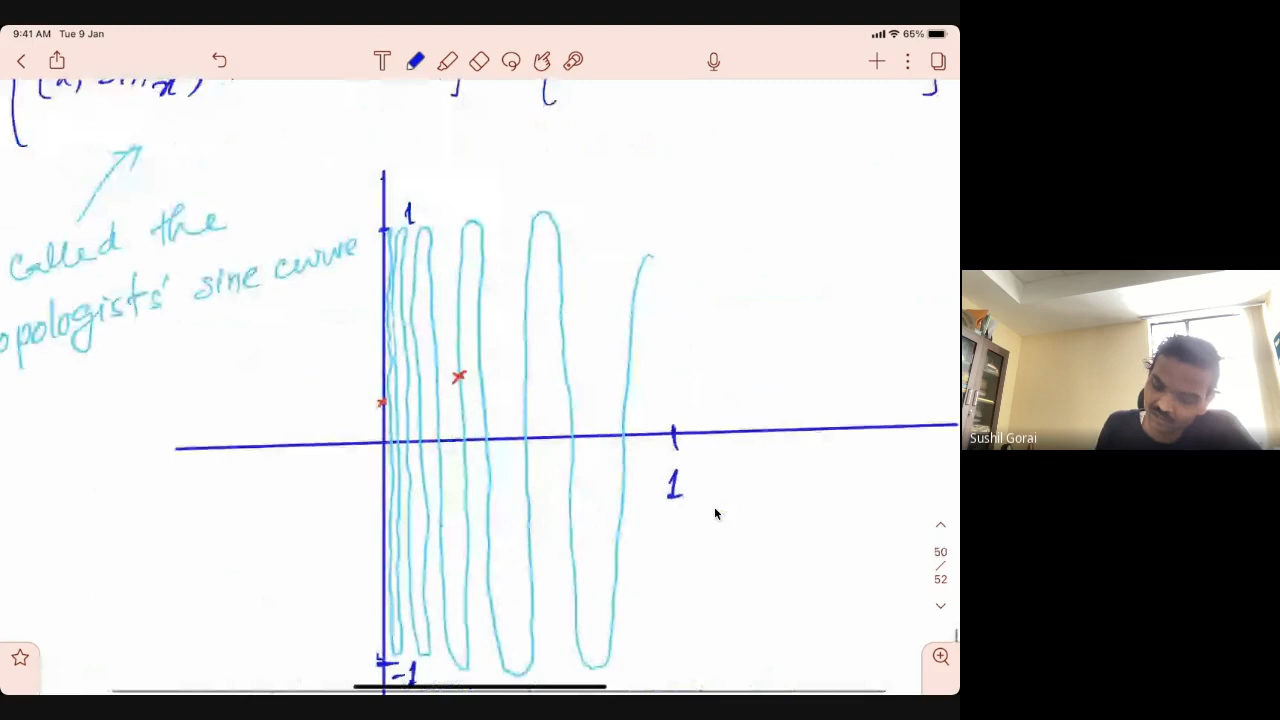 9:41 AM Tue 9 Jan
65%
T
1
called the
opologists' sine curve
Sushil Gorai
1
50
/
52
-1